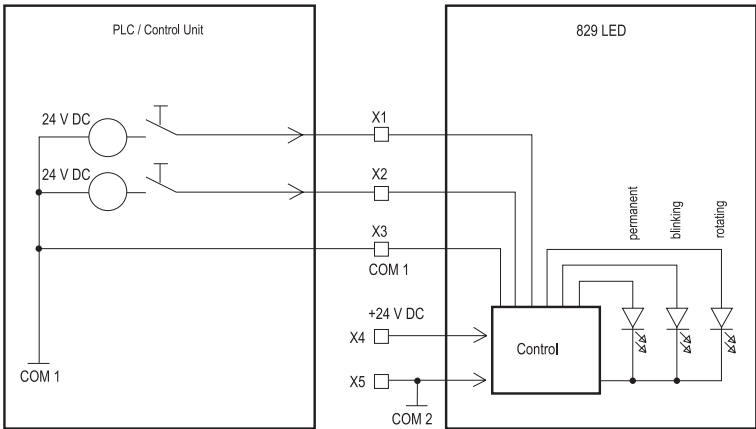 PLC / Control Unit
829 LED
24 V DC
X1
24 V DC
X2
X3
COM 1
permanent
blinking
rotating
+24 V DC
X4
Control
X5
COM 1
COM 2